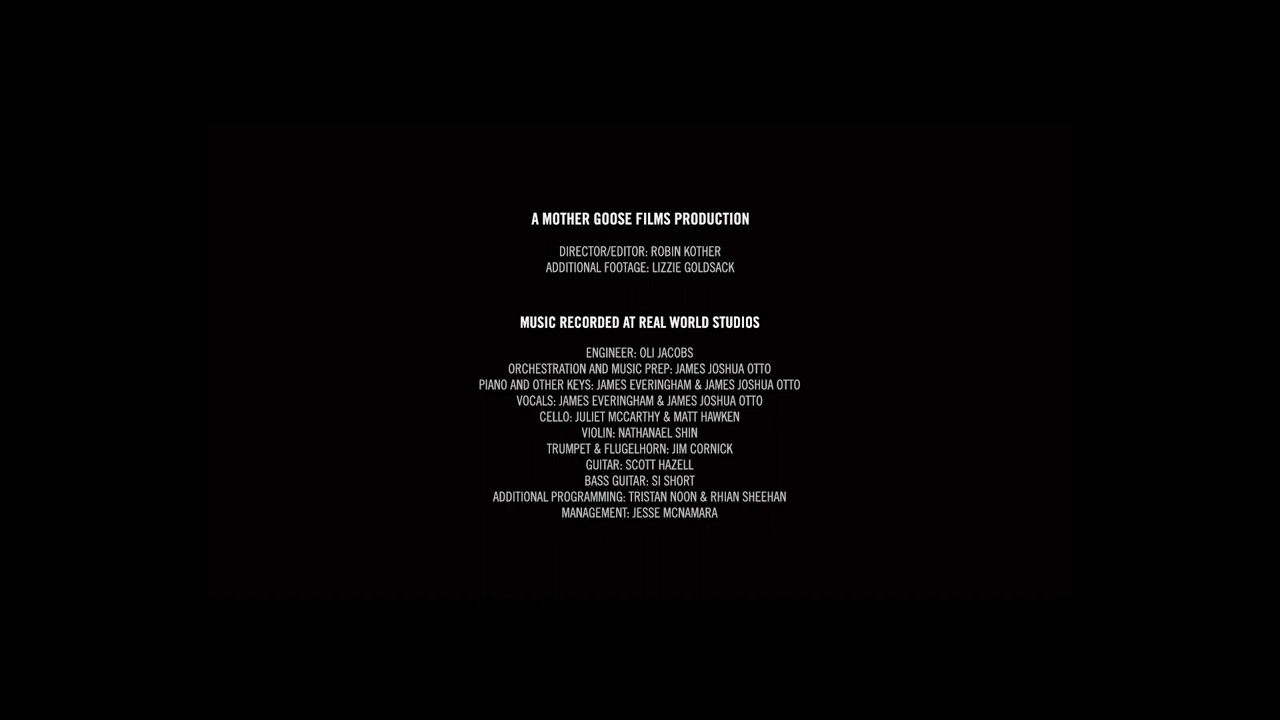 A MOTHER GOOSE FILMS PRODUCTION
DIRECTOR/EDITOR: ROBIN KOTHER
ADDITIONAL FOOTAGE: LIZZIE GOLDSACK
MUSIC RECORDED AT REAL WORLD STUDIOS
ENGINEER: OLI JACOBS
ORCHESTRATION AND MUSIC PREP: JAMES JOSHUA OTTO
PIANO AND OTHER KEYS: JAMES EVERINGHAM & JAMES JOSHUA OTTO
VOCALS: JAMES EVERINGHAM & JAMES JOSHUA OTTO
CELLO: JULIET MCCARTHY & MATT HAWKEN
VIOLIN: NATHANAEL SHIN
TRUMPET & FLUGELHORN: JIM CORNICK
GUITAR: SCOTT HAZELL
BASS GUITAR: SI SHORT
ADDITIONAL PROGRAMMING: TRISTAN NOON & RHIAN SHEEHAN
MANAGEMENT: JESSE MCNAMARA